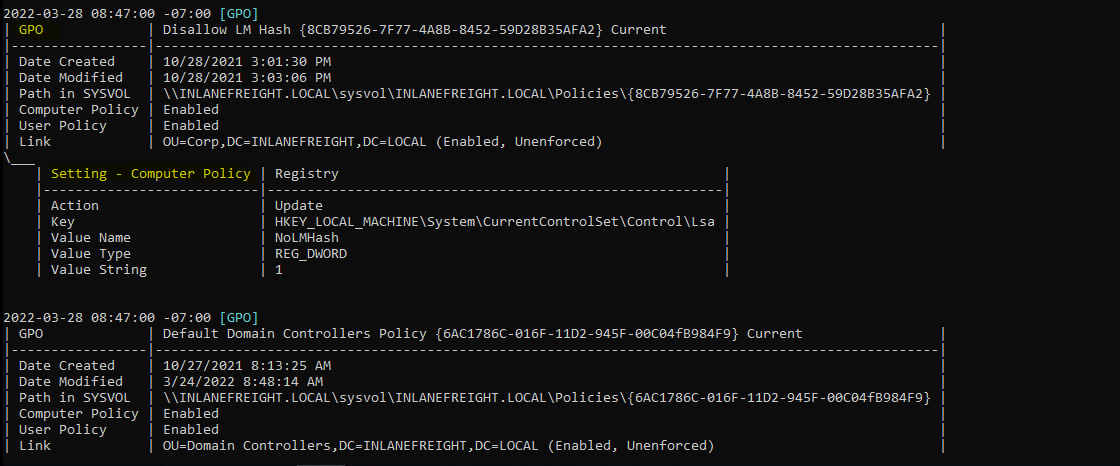 2022-03-28 08:47:00 -07:00 [GPO]
| GPO             | Disallow LM Hash {8CB79526-7F77-4A8B-8452-59D28B35AFA2} Current                                  |
|-----------------|--------------------------------------------------------------------------------------------------|
| Date Created    | 10/28/2021 3:01:30 PM                                                                            |
| Date Modified   | 10/28/2021 3:03:06 PM                                                                            |
| Path in SYSVOL  | \\INLANEFREIGHT.LOCAL\sysvol\INLANEFREIGHT.LOCAL\Policies\{8CB79526-7F77-4A8B-8452-59D28B35AFA2} |
| Computer Policy | Enabled                                                                                          |
| User Policy     | Enabled                                                                                          |
| Link            | OU=Corp,DC=INLANEFREIGHT,DC=LOCAL (Enabled, Unenforced)                                          |
\___
    | Setting - Computer Policy | Registry                                                |
    |---------------------------|---------------------------------------------------------|
    | Action                    | Update                                                  |
    | Key                       | HKEY_LOCAL_MACHINE\System\CurrentControlSet\Control\Lsa |
    | Value Name                | NoLMHash                                                |
    | Value Type                | REG_DWORD                                               |
    | Value String              | 1                                                       |
2022-03-28 08:47:00 -07:00 [GPO]
| GPO             | Default Domain Controllers Policy {6AC1786C-016F-11D2-945F-00C04fB984F9} Current                 |
|-----------------|--------------------------------------------------------------------------------------------------|
| Date Created    | 10/27/2021 8:13:25 AM                                                                            |
| Date Modified   | 3/24/2022 8:48:14 AM                                                                             |
| Path in SYSVOL  | \\INLANEFREIGHT.LOCAL\sysvol\INLANEFREIGHT.LOCAL\Policies\{6AC1786C-016F-11D2-945F-00C04fB984F9} |
| Computer Policy | Enabled                                                                                          |
| User Policy     | Enabled                                                                                          |
| Link            | OU=Domain Controllers,DC=INLANEFREIGHT,DC=LOCAL (Enabled, Unenforced)                            |